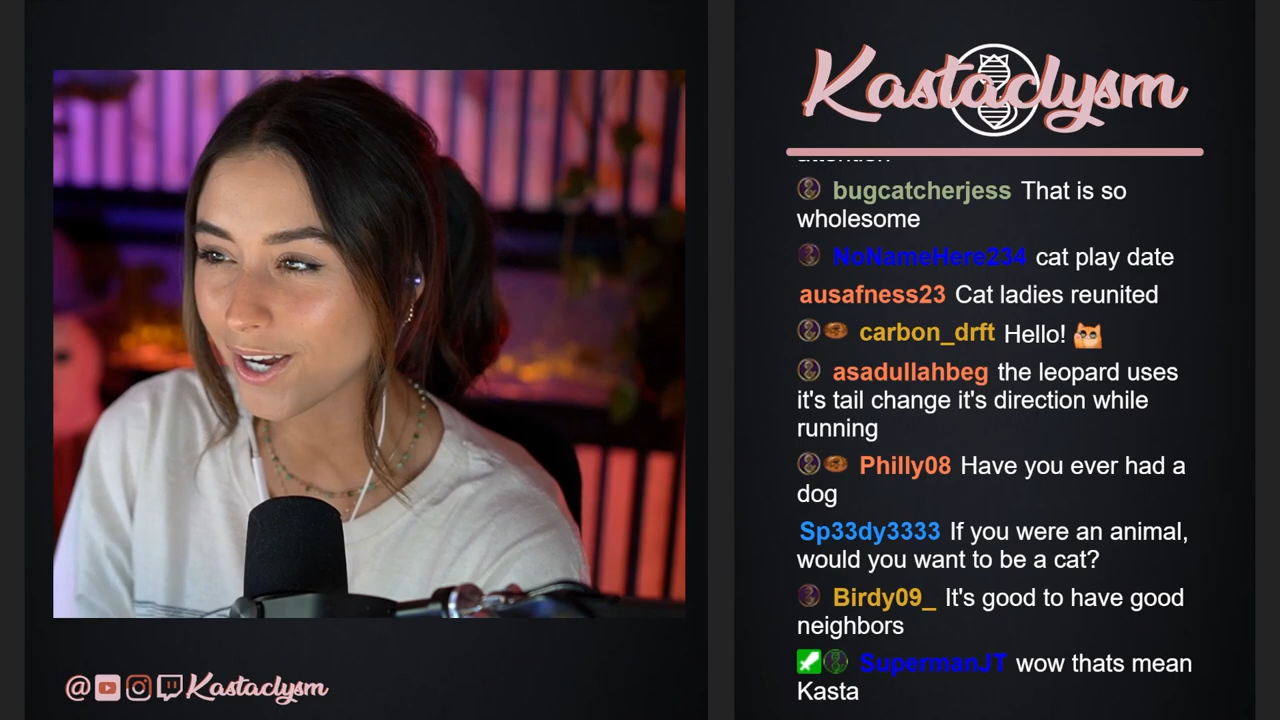 Kastaclysm
attention
bugcatcherjess That is so
wholesome
NoNameHere234 cat play date
ausafness23 Cat ladies reunited
carbon_drft Hello!
asadullahbeg the leopard uses
it's tail change it's direction while
running
Philly08 Have you ever had a
dog
Sp33dy3333 If you were an animal,
would you want to be a cat?
Birdy09_ It's good to have good
neighbors
SupermanJT wow thats mean
Kasta
@ Kastaclysm